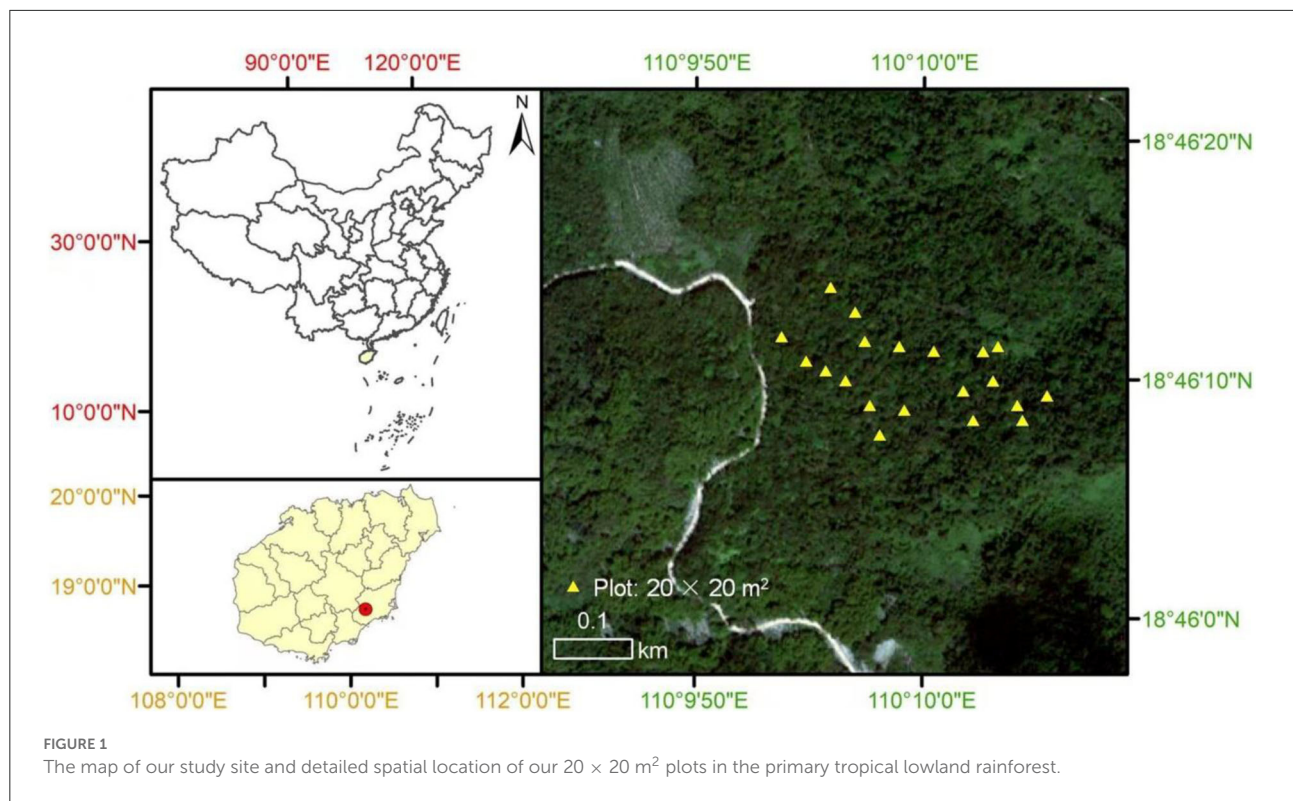 90°0'0"E 120°0'0"E 110°9'50"E 110°10'0"E
N
18°46'20"N
30°0'0"N
18°46'10"N
10°0'0"N
20°0'0"N
19°0'0"N
Plot: 20 × 20 m²
0.1
km
18°46'0"N
108°0'0"E 110°0'0"E 112°0'0"E 110°9'50"E 110°10'0"E
FIGURE 1
The map of our study site and detailed spatial location of our 20 × 20 m² plots in the primary tropical lowland rainforest.